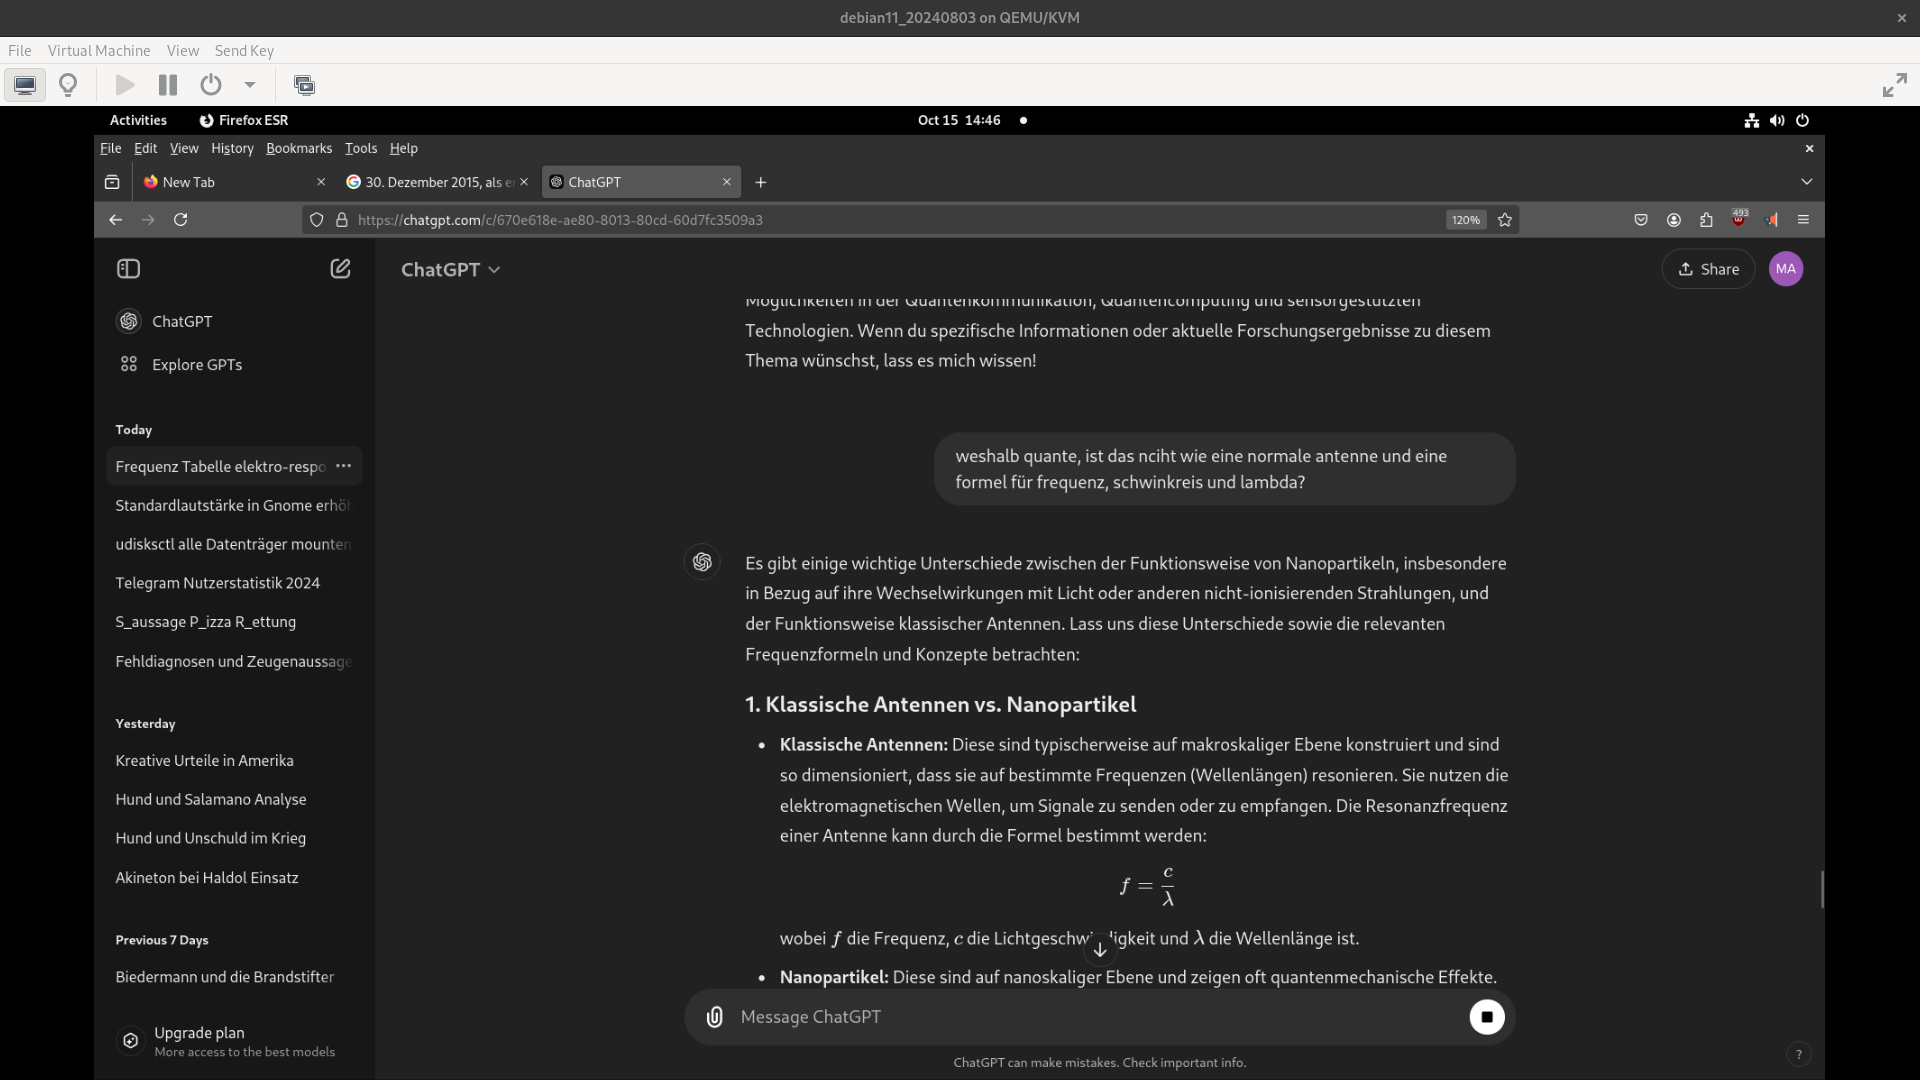 debian11_20240803 on QEMU/KVM
File Virtual Machine View Send Key
Activities Firefox ESR Oct 15 14:46
File Edit View History Bookmarks Tools Help
New Tab 30. Dezember 2015, als er ChatGPT
https://chatgpt.com/c/670e618e-ae80-8013-80cd-60d7fc3509a3 120% 493
ChatGPT
Explore GPTs
Today
Frequenz Tabelle elektro-respo
Standardlautstärke in Gnome erhöh
udisksctl alle Datenträger mounten
Telegram Nutzerstatistik 2024
S_aussage P_izza R_ettung
Fehldiagnosen und Zeugenaussage
Yesterday
Kreative Urteile in Amerika
Hund und Salamano Analyse
Hund und Unschuld im Krieg
Akineton bei Haldol Einsatz
Previous 7 Days
Biedermann und die Brandstifter
Upgrade plan
More access to the best models
ChatGPT Share MA
Möglichkeiten in der Quantenkommunikation, Quantencomputing und sensorgestützten
Technologien. Wenn du spezifische Informationen oder aktuelle Forschungsergebnisse zu diesem
Thema wünschst, lass es mich wissen!
weshalb quante, ist das nciht wie eine normale antenne und eine
formel für frequenz, schwinkreis und lambda?
Es gibt einige wichtige Unterschiede zwischen der Funktionsweise von Nanopartikeln, insbesondere
in Bezug auf ihre Wechselwirkungen mit Licht oder anderen nicht-ionisierenden Strahlungen, und
der Funktionsweise klassischer Antennen. Lass uns diese Unterschiede sowie die relevanten
Frequenzformeln und Konzepte betrachten:
1. Klassische Antennen vs. Nanopartikel
• Klassische Antennen: Diese sind typischerweise auf makroskaliger Ebene konstruiert und sind
so dimensioniert, dass sie auf bestimmte Frequenzen (Wellenlängen) resonieren. Sie nutzen die
elektromagnetischen Wellen, um Signale zu senden oder zu empfangen. Die Resonanzfrequenz
einer Antenne kann durch die Formel bestimmt werden:
f = c/λ
wobei f die Frequenz, c die Lichtgeschwindigkeit und λ die Wellenlänge ist.
• Nanopartikel: Diese sind auf nanoskaliger Ebene und zeigen oft quantenmechanische Effekte.
Message ChatGPT
ChatGPT can make mistakes. Check important info.
?